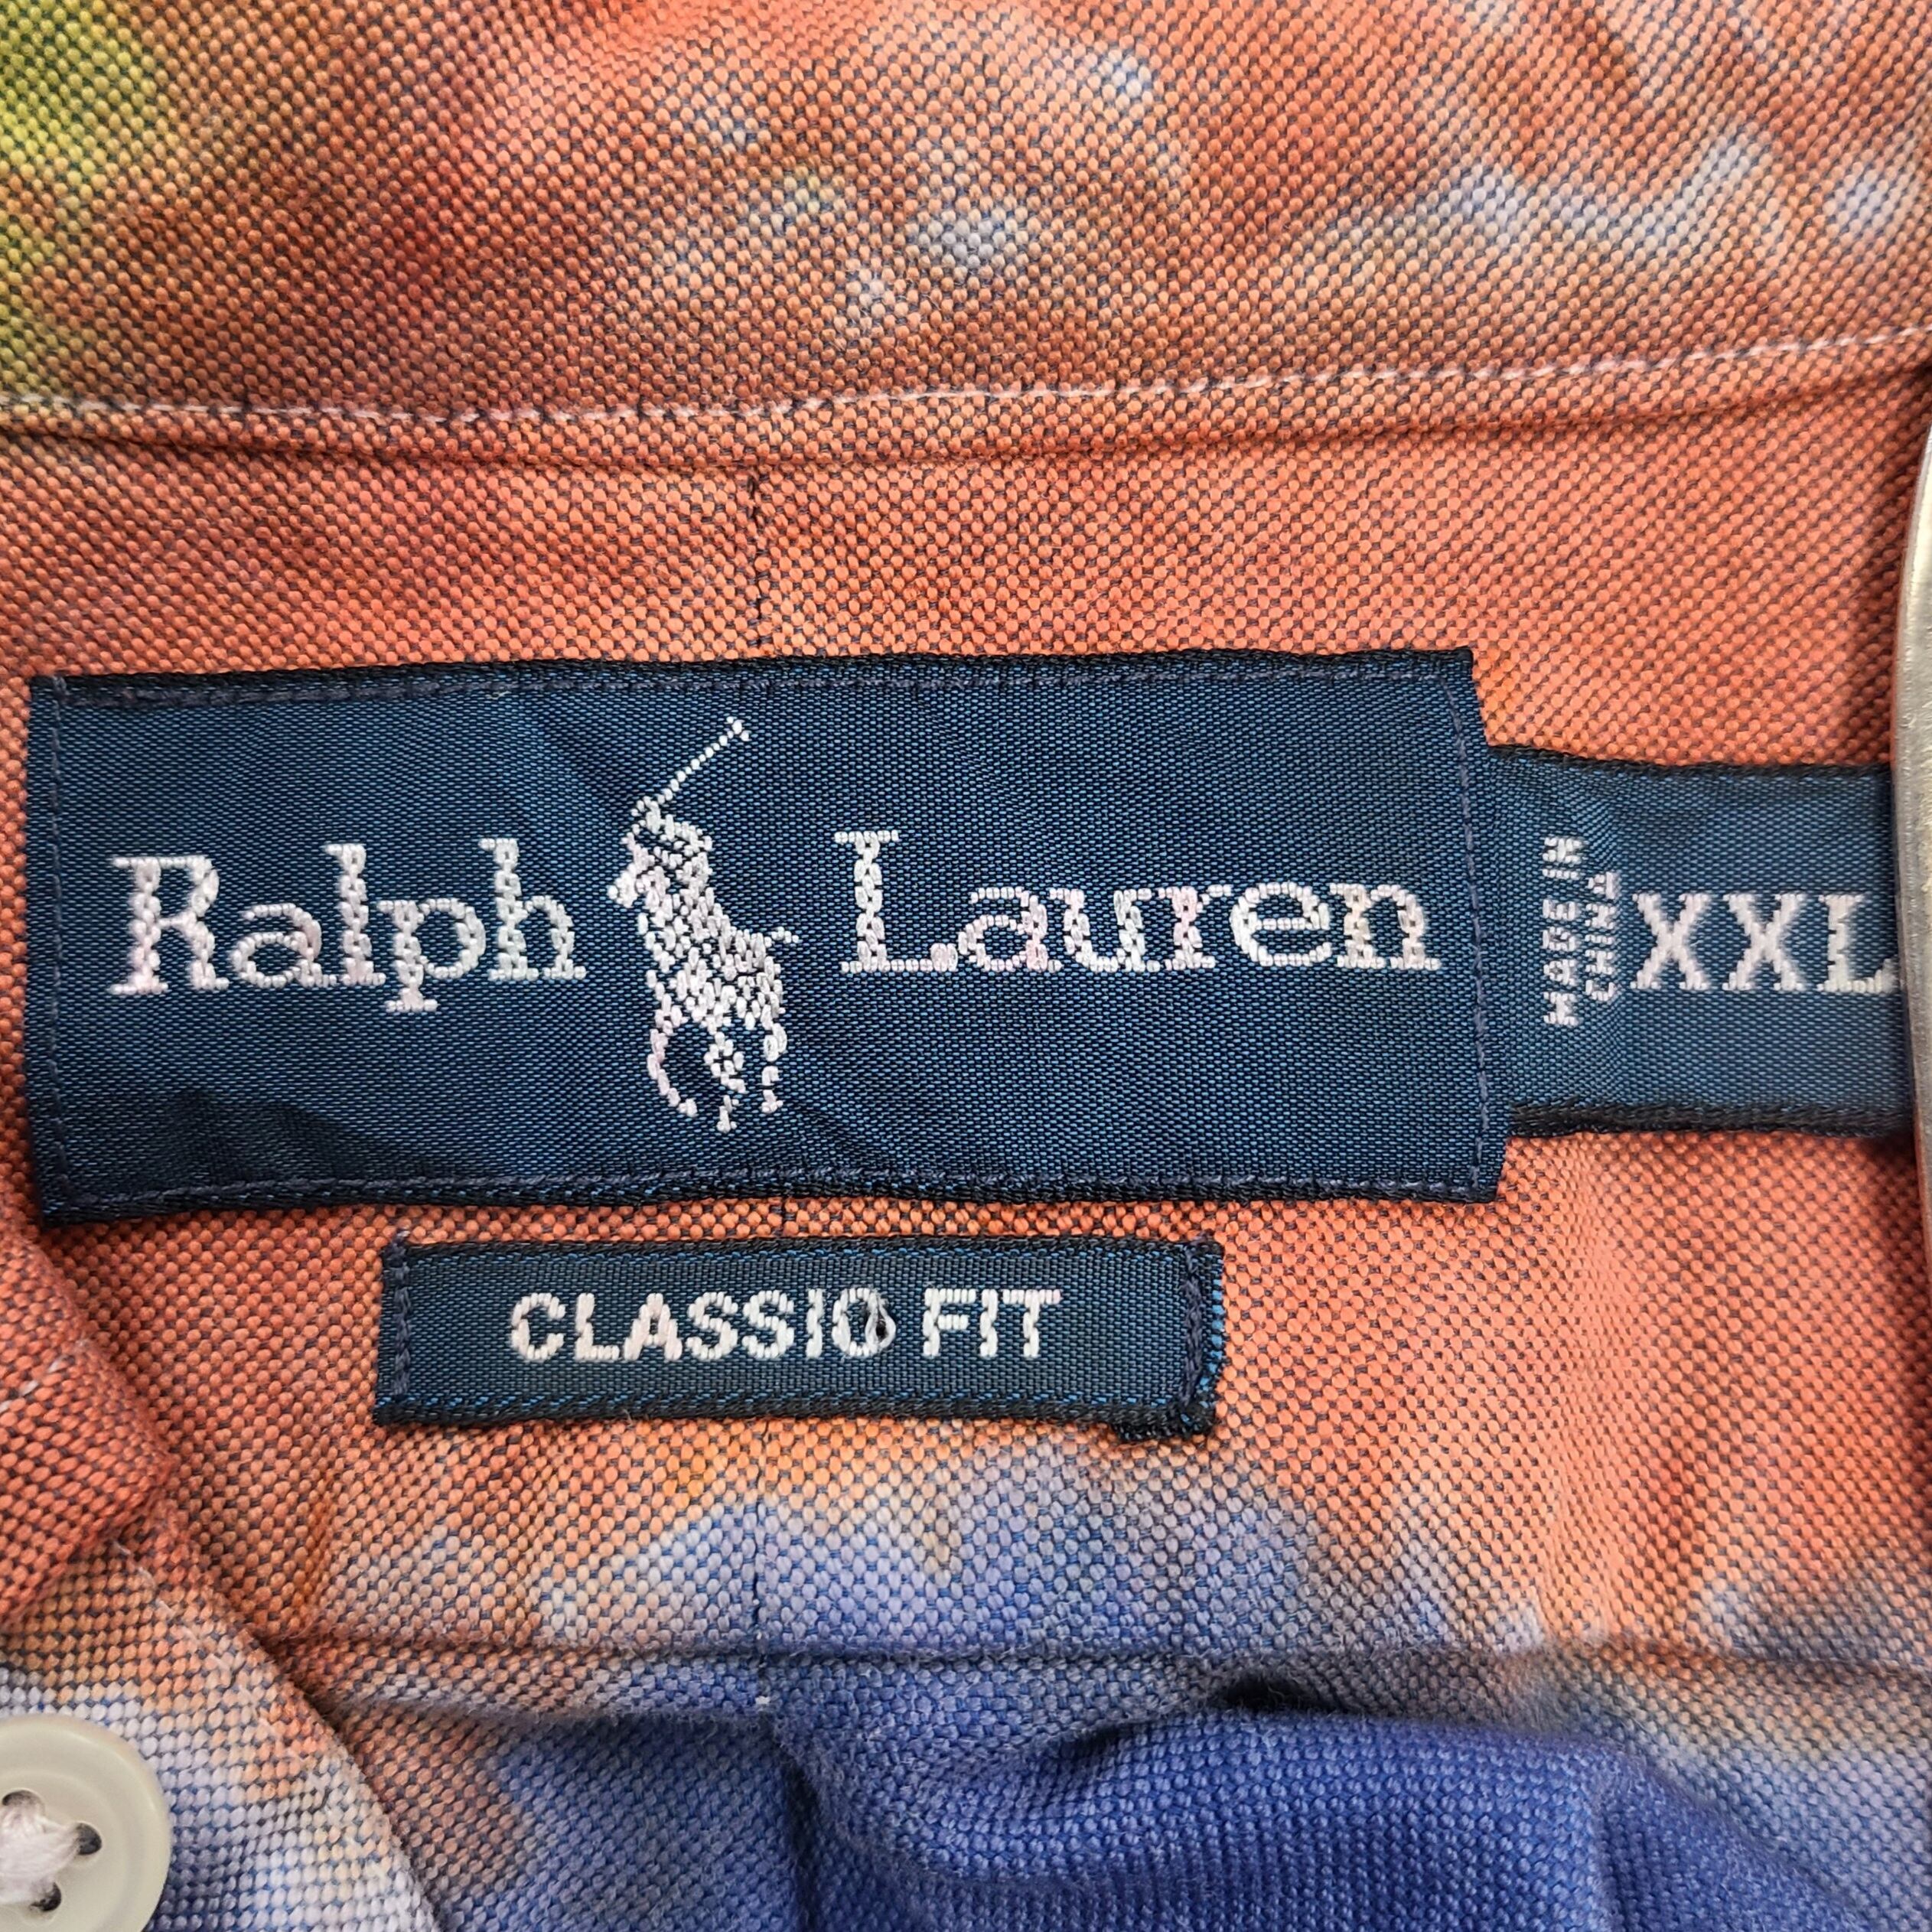 Ralph Lauren
MADE IN
CHINA
XXL
CLASSIC FIT